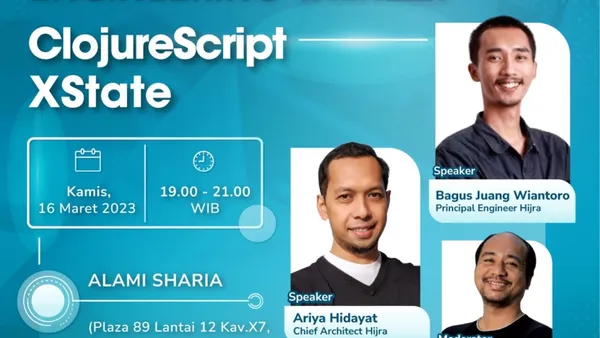 ClojureScript
XState
Kamis,
16 Maret 2023
19.00 - 21.00
WIB
Speaker
Bagus Juang Wiantoro
Principal Engineer Hijra
ALAMI SHARIA
(Plaza 89 Lantai 12 Kav.X7,
Speaker
Ariya Hidayat
Chief Architect Hijra
Moderator